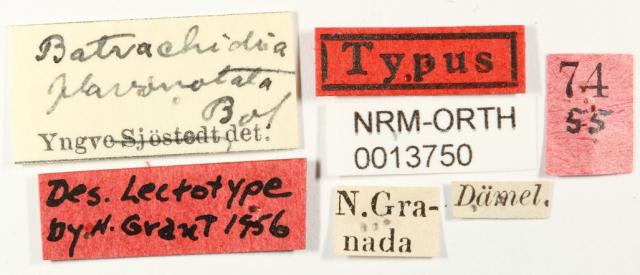 Batrachidia
flavonotata
Bol
Yngve Sjöstedt det.
Typus
NRM-ORTH
0013750
74
55
Des. Lectotype
by H. Grant 1956
N.Gra-
nada
Dämel.